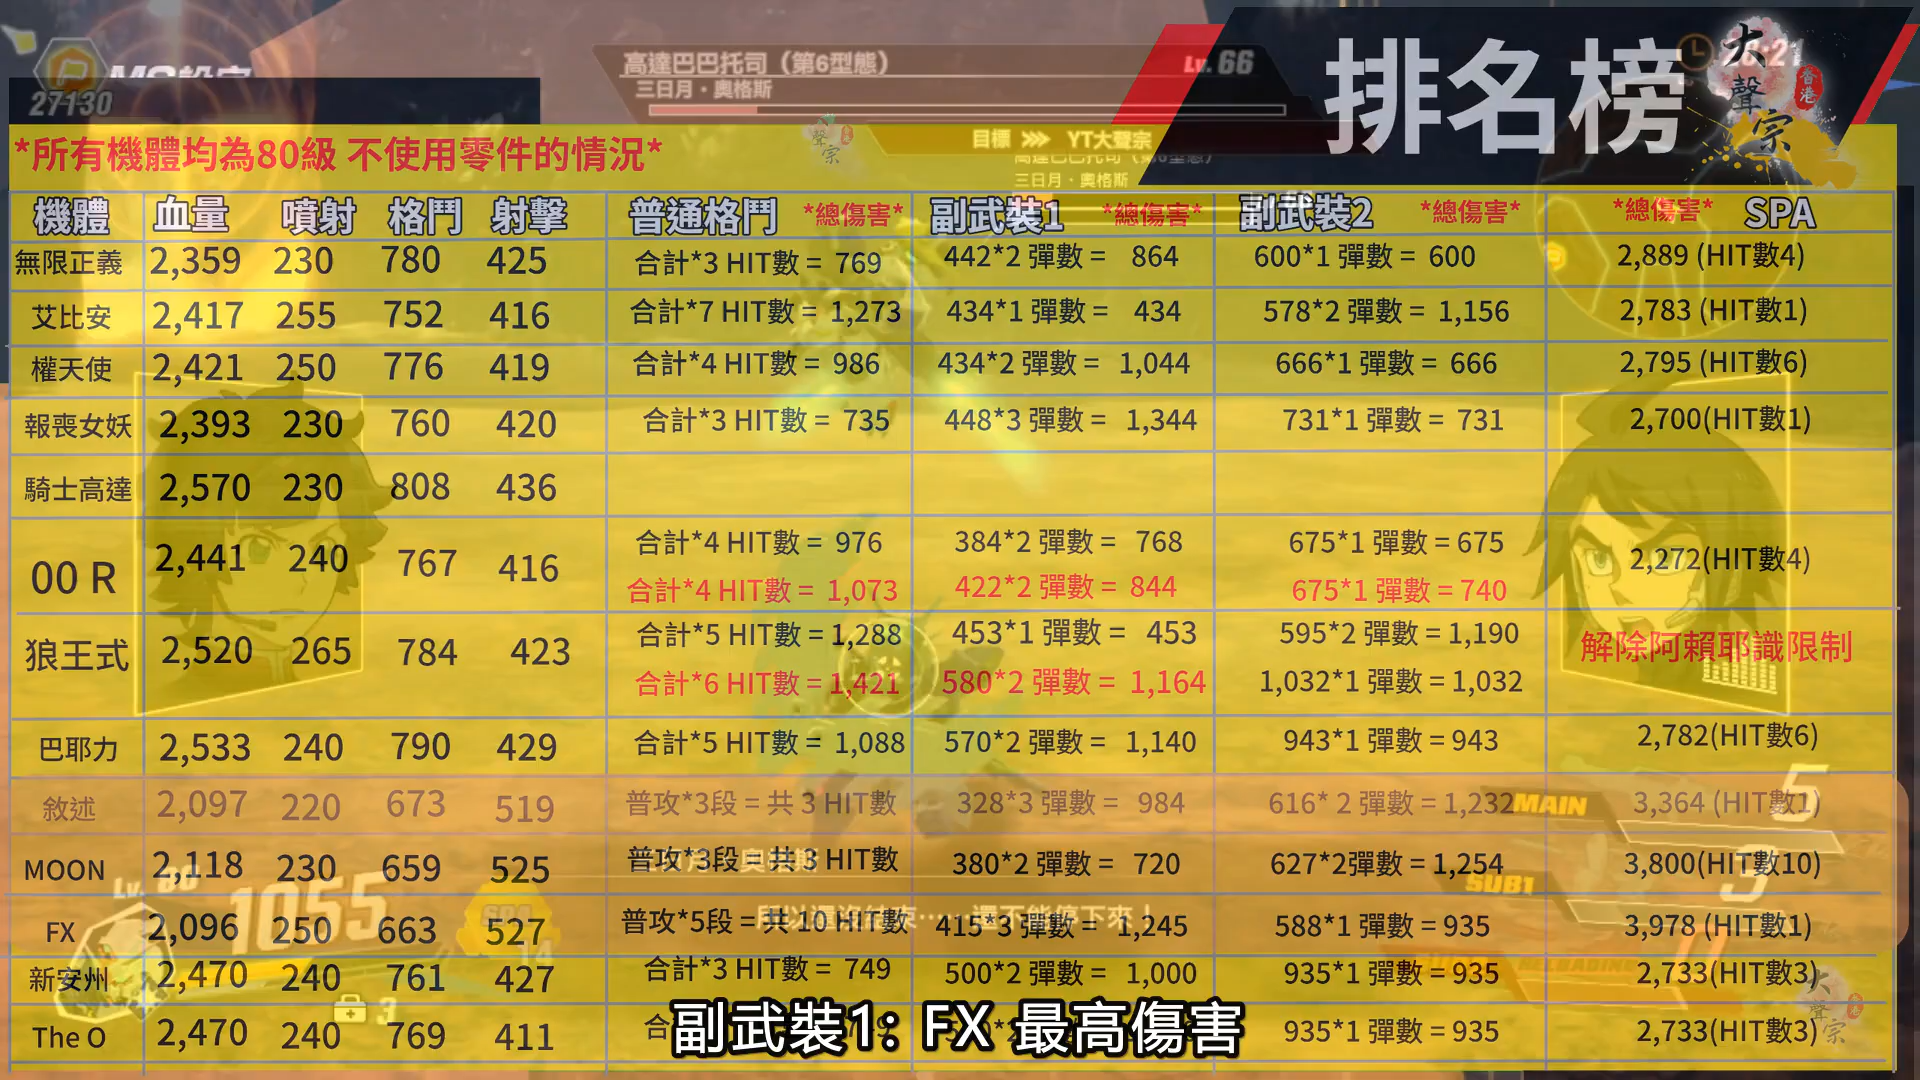 MS設定
27130
高達巴巴托司（第6型態）
Lv. 66
三日月・奧格斯
排名榜
大聲宗
香港
目標 >>> YT大聲宗
三日月・奧格斯
*所有機體均為80級 不使用零件的情況*
機體 血量 噴射 格鬥 射擊 普通格鬥 *總傷害* 副武裝1 *總傷害* 副武裝2 *總傷害* *總傷害* SPA
無限正義 2,359 230 780 425 合計*3 HIT數 = 769 442*2 彈數 = 864 600*1 彈數 = 600 2,889 (HIT數4)
艾比安 2,417 255 752 416 合計*7 HIT數 = 1,273 434*1 彈數 = 434 578*2 彈數 = 1,156 2,783 (HIT數1)
權天使 2,421 250 776 419 合計*4 HIT數 = 986 434*2 彈數 = 1,044 666*1 彈數 = 666 2,795 (HIT數6)
報喪女妖 2,393 230 760 420 合計*3 HIT數 = 735 448*3 彈數 = 1,344 731*1 彈數 = 731 2,700(HIT數1)
騎士高達 2,570 230 808 436
00 R 2,441 240 767 416 合計*4 HIT數 = 976 384*2 彈數 = 768 675*1 彈數 = 675 2,272(HIT數4)
合計*4 HIT數 = 1,073 422*2 彈數 = 844 675*1 彈數 = 740
狼王式 2,520 265 784 423 合計*5 HIT數 = 1,288 453*1 彈數 = 453 595*2 彈數 = 1,190 解除阿賴耶識限制
合計*6 HIT數 = 1,421 580*2 彈數 = 1,164 1,032*1 彈數 = 1,032
巴耶力 2,533 240 790 429 合計*5 HIT數 = 1,088 570*2 彈數 = 1,140 943*1 彈數 = 943 2,782(HIT數6)
敘述 2,097 220 673 519 普攻*3段 = 共 3 HIT數 328*3 彈數 = 984 616* 2 彈數 = 1,232 3,364 (HIT數1)
MAIN 5
MOON 2,118 230 659 525 普攻*3段 = 共 3 HIT數 380*2 彈數 = 720 627*2彈數 = 1,254 3,800(HIT數10)
SUB1 3
1055
FX 2,096 250 663 527 普攻*5段 = 共 10 HIT數 415*3 彈數 = 1,245 588*1 彈數 = 935 3,978 (HIT數1)
新安州 2,470 240 761 427 合計*3 HIT數 = 749 500*2 彈數 = 1,000 935*1 彈數 = 935 2,733(HIT數3)
3
The O 2,470 240 769 411 935*1 彈數 = 935 2,733(HIT數3)
副武裝1: FX 最高傷害